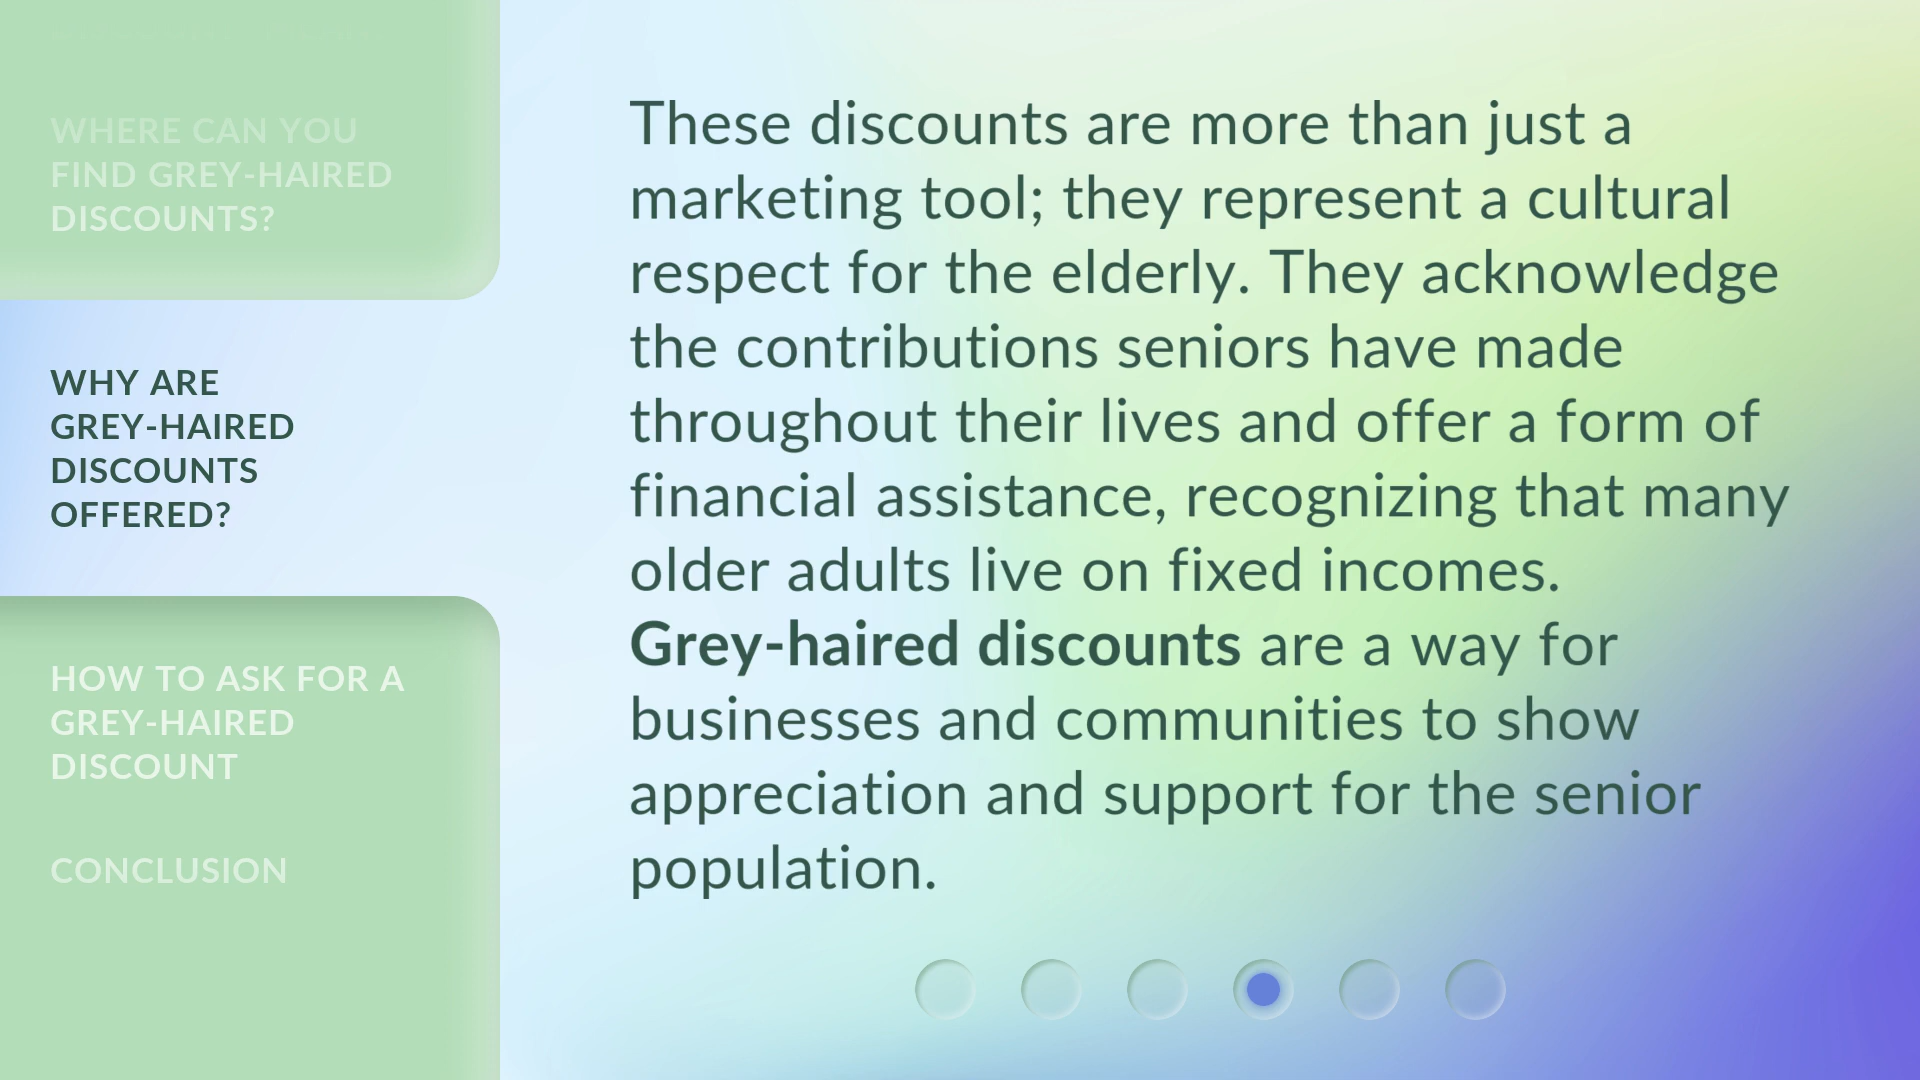 WHERE CAN YOU
FIND GREY-HAIRED
DISCOUNTS?
WHY ARE
GREY-HAIRED
DISCOUNTS
OFFERED?
HOW TO ASK FOR A
GREY-HAIRED
DISCOUNT
CONCLUSION
These discounts are more than just a
marketing tool; they represent a cultural
respect for the elderly. They acknowledge
the contributions seniors have made
throughout their lives and offer a form of
financial assistance, recognizing that many
older adults live on fixed incomes.
Grey-haired discounts are a way for
businesses and communities to show
appreciation and support for the senior
population.